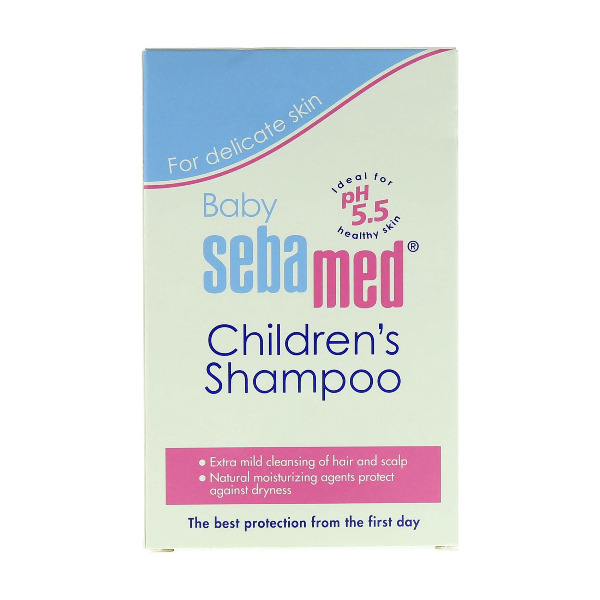 For delicate skin
Baby
ideal for
pH
5.5
healthy skin
sebamed®
Children's
Shampoo
• Extra mild cleansing of hair and scalp
• Natural moisturizing agents protect
against dryness
The best protection from the first day